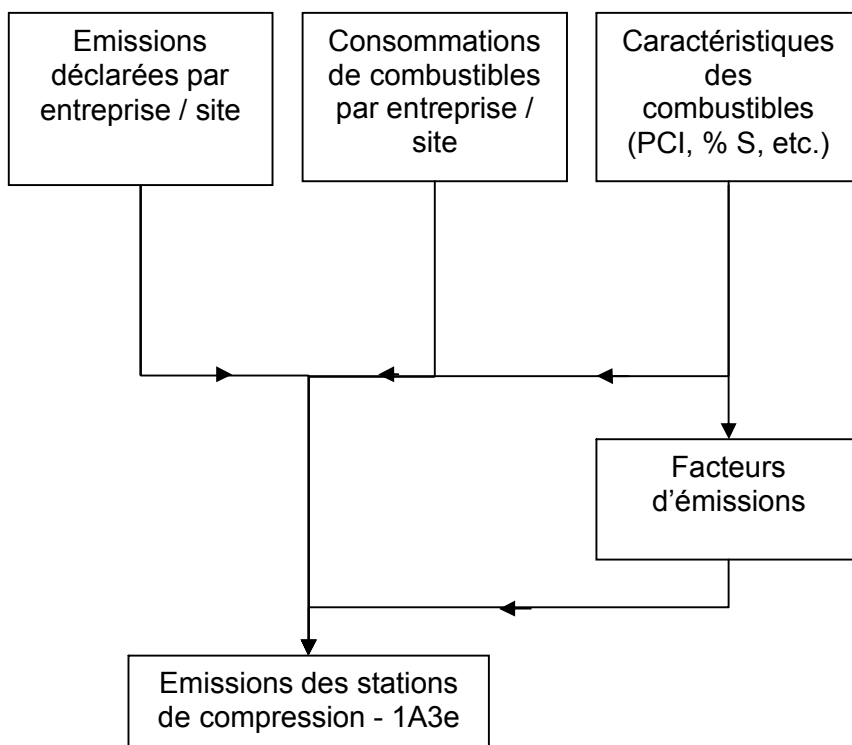 Emissions
déclarées par
entreprise / site
Consommations
de combustibles
par entreprise /
site
Caractéristiques
des
combustibles
(PCI, % S, etc.)
Facteurs
d’émissions
Emissions des stations
de compression - 1A3e